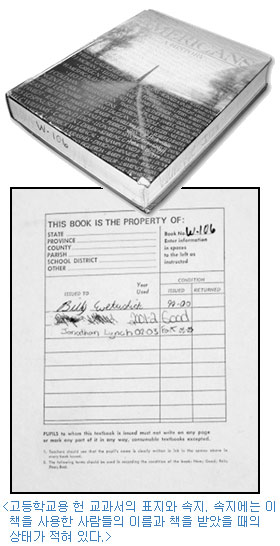 AMERICANS
W-106
THIS BOOK IS THE PROPERTY OF:
STATE
PROVINCE
COUNTY
PARISH
SCHOOL DISTRICT
OTHER
Book No. W-106
Enter information
in spaces
to the left as
instructed
CONDITION
ISSUED TO
Year Used
ISSUED
RETURNED
Billy 99-00
2001-2 Good
Jonathan Lynch 02-03
PUPILS to whom this textbook is issued must not write on any page
or mark any part of it in any way, consumable textbooks excepted.
1. Teachers should see that the pupil's name is clearly written in ink in the spaces above in
every book issued.
2. The following terms should be used in recording the condition of the book: New; Good; Fair;
Poor; Bad.
<고등학교용 헌 교과서의 표지와 속지. 속지에는 이
책을 사용한 사람들의 이름과 책을 받았을 때의
상태가 적혀 있다.>